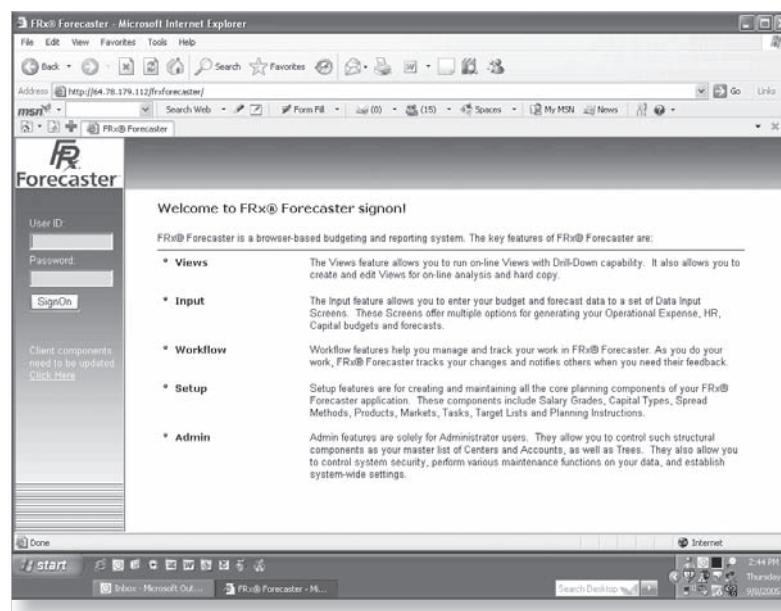 FRx® Forecaster - Microsoft Internet Explorer
File Edit View Favorites Tools Help
Back Search Favorites
Address http://64.78.179.112/frxforecaster/ Go Links
msn Search Web Form Fill (0) (15) Spaces My MSN News
FRx® Forecaster
FRx
Forecaster
User ID:
Password:
SignOn
Client components
need to be updated
Click Here
Welcome to FRx® Forecaster signon!
FRx® Forecaster is a browser-based budgeting and reporting system. The key features of FRx® Forecaster are:
* Views
The Views feature allows you to run on-line Views with Drill-Down capability. It also allows you to
create and edit Views for on-line analysis and hard copy.
* Input
The Input feature allows you to enter your budget and forecast data to a set of Data Input
Screens. These Screens offer multiple options for generating your Operational Expense, HR,
Capital budgets and forecasts.
* Workflow
Workflow features help you manage and track your work in FRx® Forecaster. As you do your
work, FRx® Forecaster tracks your changes and notifies others when you need their feedback.
* Setup
Setup features are for creating and maintaining all the core planning components of your FRx®
Forecaster application. These components include Salary Grades, Capital Types, Spread
Methods, Products, Markets, Tasks, Target Lists and Planning Instructions.
* Admin
Admin features are solely for Administrator users. They allow you to control such structural
components as your master list of Centers and Accounts, as well as Trees. They also allow you
to control system security, perform various maintenance functions on your data, and establish
system-wide settings.
Done Internet
start
Inbox - Microsoft Out... FRx® Forecaster - Mi... Search Desktop
2:44 PM
Thursday